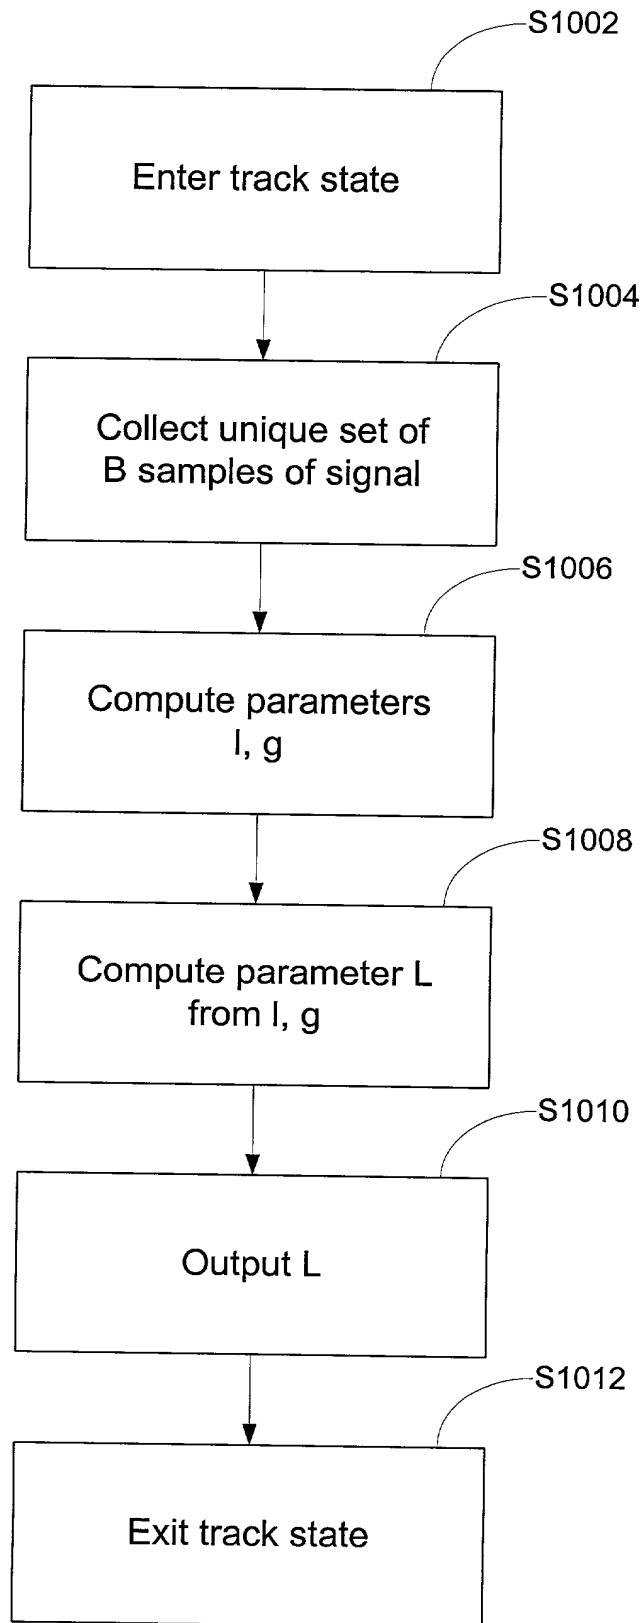 S1002
Enter track state
S1004
Collect unique set of
B samples of signal
S1006
Compute parameters
l, g
S1008
Compute parameter L
from l, g
S1010
Output L
S1012
Exit track state